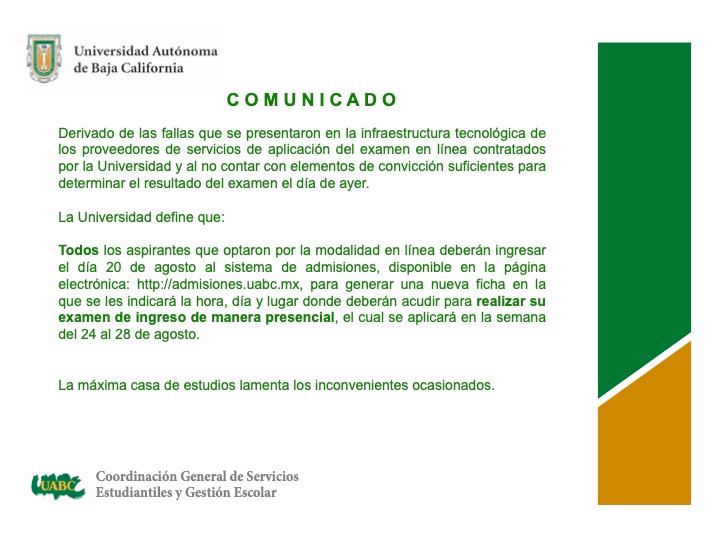 Universidad Autónoma
de Baja California
COMUNICADO
Derivado de las fallas que se presentaron en la infraestructura tecnológica de
los proveedores de servicios de aplicación del examen en línea contratados
por la Universidad y al no contar con elementos de convicción suficientes para
determinar el resultado del examen el día de ayer.
La Universidad define que:
Todos los aspirantes que optaron por la modalidad en línea deberán ingresar
el día 20 de agosto al sistema de admisiones, disponible en la página
electrónica: http://admisiones.uabc.mx, para generar una nueva ficha en la
que se les indicará la hora, día y lugar donde deberán acudir para realizar su
examen de ingreso de manera presencial, el cual se aplicará en la semana
del 24 al 28 de agosto.
La máxima casa de estudios lamenta los inconvenientes ocasionados.
UABC
Coordinación General de Servicios
Estudiantiles y Gestión Escolar